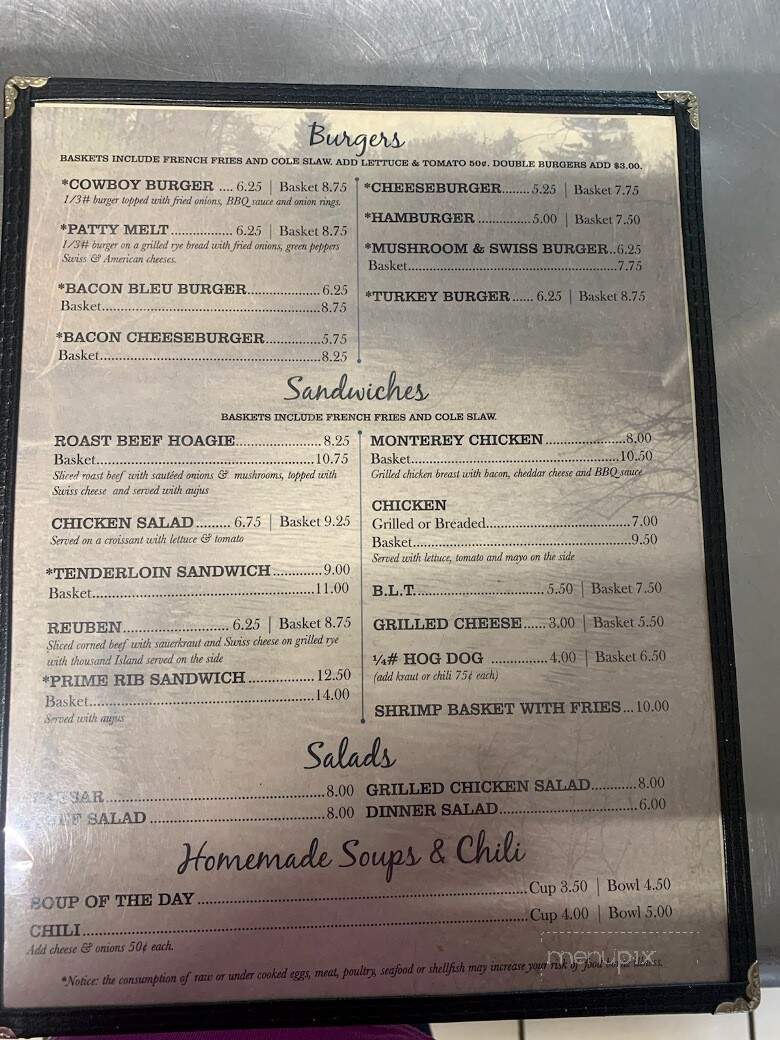 Burgers
BASKETS INCLUDE FRENCH FRIES AND COLE SLAW. ADD LETTUCE & TOMATO 50¢. DOUBLE BURGERS ADD $3.00.
*COWBOY BURGER .... 6.25 | Basket 8.75
1/3# burger topped with fried onions, BBQ sauce and onion rings.
*PATTY MELT.................... 6.25 | Basket 8.75
1/3# burger on a grilled rye bread with fried onions, green peppers
Swiss & American cheeses.
*BACON BLEU BURGER..................6.25
Basket.....................................................8.75
*BACON CHEESEBURGER.............5.75
Basket.....................................................8.25
*CHEESEBURGER........5.25 | Basket 7.75
*HAMBURGER ..............5.00 | Basket 7.50
*MUSHROOM & SWISS BURGER..6.25
Basket...................................................7.75
*TURKEY BURGER...... 6.25 | Basket 8.75
Sandwiches
BASKETS INCLUDE FRENCH FRIES AND COLE SLAW.
ROAST BEEF HOAGIE.....................8.25
Basket......................................................10.75
Sliced roast beef with sautéed onions & mushrooms, topped with
Swiss cheese and served with aujus
CHICKEN SALAD......... 6.75 | Basket 9.25
Served on a croissant with lettuce & tomato
*TENDERLOIN SANDWICH............9.00
Basket......................................................11.00
REUBEN......................... 6.25 | Basket 8.75
Sliced corned beef with sauerkraut and Swiss cheese on grilled rye
with thousand Island served on the side
*PRIME RIB SANDWICH ................12.50
Basket......................................................14.00
Served with aujus
MONTEREY CHICKEN....................8.00
Basket...................................................10.50
Grilled chicken breast with bacon, cheddar cheese and BBQ sauce
CHICKEN
Grilled or Breaded..................................7.00
Basket.....................................................9.50
Served with lettuce, tomato and mayo on the side
B.L.T............................... 5.50 | Basket 7.50
GRILLED CHEESE......3.00 | Basket 5.50
¼# HOG DOG ..............4.00 | Basket 6.50
(add kraut or chili 75¢ each)
SHRIMP BASKET WITH FRIES...10.00
Salads
8.00
SALAD..........................................8.00
GRILLED CHICKEN SALAD...........8.00
DINNER SALAD.................................6.00
Homemade Soups & Chili
SOUP OF THE DAY ....................................................................Cup 3.50 | Bowl 4.50
CHILI..........................................................................................Cup 4.00 | Bowl 5.00
Add cheese & onions 50¢ each.
menupix
*Notice: the consumption of raw or under cooked eggs, meat, poultry, seafood or shellfish may increase your risk of food borne illness.